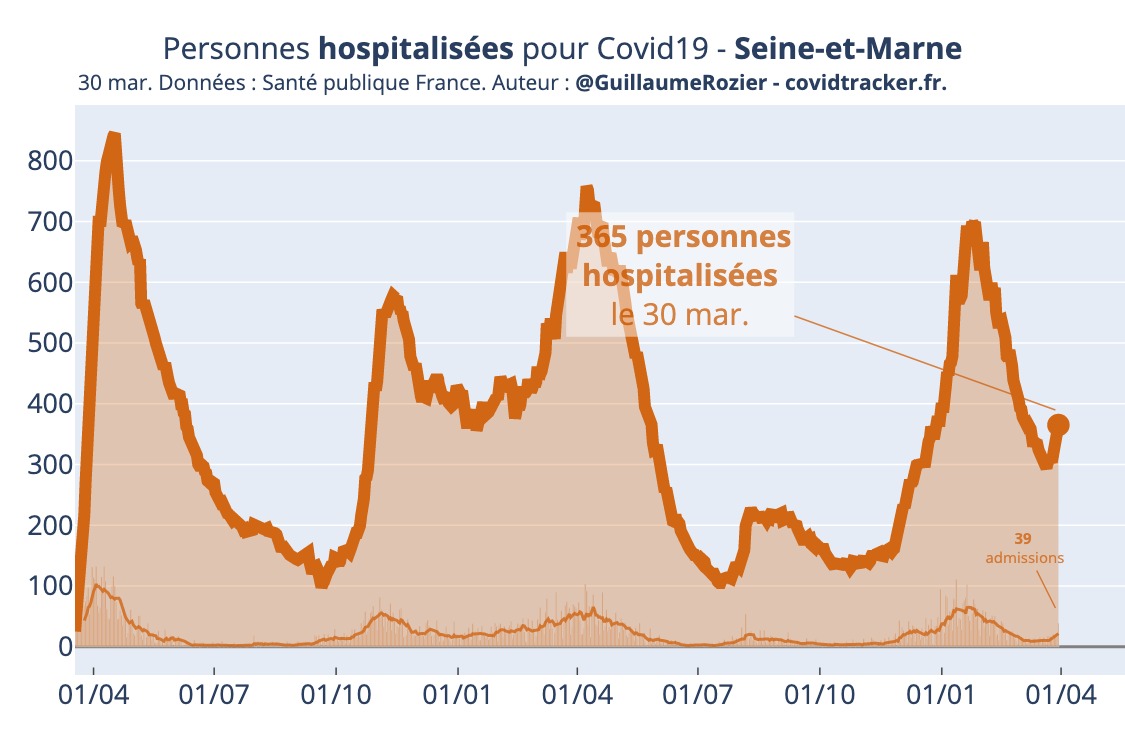 Personnes hospitalisées pour Covid19 - Seine-et-Marne
30 mar. Données : Santé publique France. Auteur : @GuillaumeRozier - covidtracker.fr.
800
700
600
500
400
300
200
100
0
365 personnes
hospitalisées
le 30 mar.
39
admissions
01/04 01/07 01/10 01/01 01/04 01/07 01/10 01/01 01/04